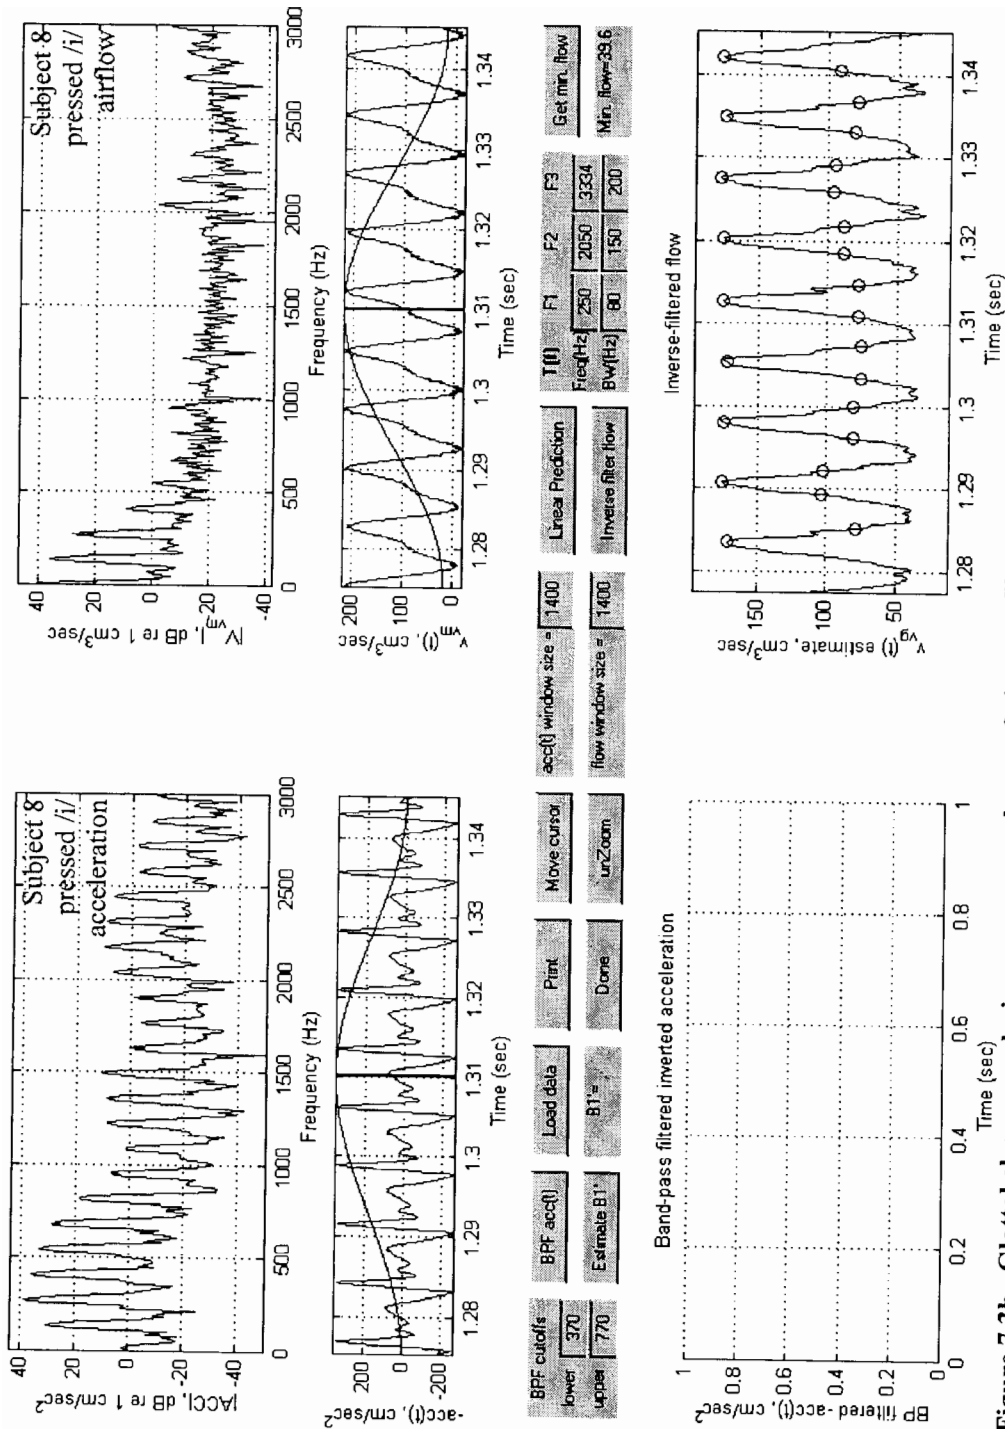 Subject 8
pressed /i/
acceleration
40
20
0
-20
-40
|ACC|, dB re 1 cm/sec²
0
500
1000
1500
2000
2500
3000
Frequency (Hz)
Subject 8
pressed /i/
airflow
40
20
0
-20
-40
|V_vm|, dB re 1 cm³/sec
0
500
1000
1500
2000
2500
3000
Frequency (Hz)
200
0
-200
-acc(t), cm/sec²
1.28
1.29
1.3
1.31
1.32
1.33
1.34
Time (sec)
200
100
0
v_vm(t), cm³/sec
1.28
1.29
1.3
1.31
1.32
1.33
1.34
Time (sec)
BPF cutoffs
lower 370
upper 770
BPF acc(t)
Estimate B1'
Load data
B1'=
Print
Done
Move cursor
unZoom
acc(t) window size = 1400
flow window size = 1400
Linear Prediction
Inverse filter flow
T(f) F1 F2 F3
Freq(Hz) 250 2050 3334
BW(Hz) 80 150 200
Get min. flow
Min. flow=39.6
Band-pass filtered inverted acceleration
1
0.8
0.6
0.4
0.2
0
BP filtered -acc(t), cm/sec²
0
0.2
0.4
0.6
0.8
1
Time (sec)
Inverse-filtered flow
150
100
50
v_vg(t) estimate, cm³/sec
1.28
1.29
1.3
1.31
1.32
1.33
1.34
Time (sec)